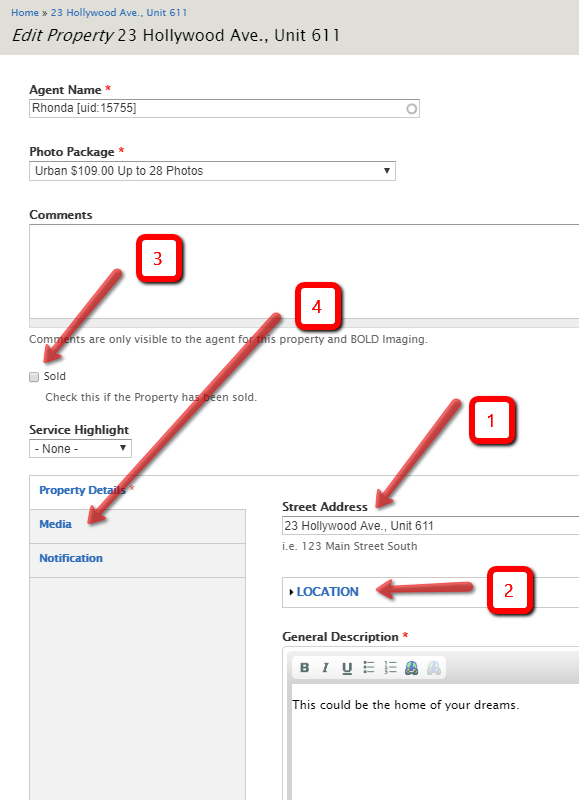 Home » 23 Hollywood Ave., Unit 611
Edit Property 23 Hollywood Ave., Unit 611
Agent Name *
Rhonda [uid:15755]
Photo Package *
Urban $109.00 Up to 28 Photos
Comments
3
4
Comments are only visible to the agent for this property and BOLD Imaging.
Sold
Check this if the Property has been sold.
Service Highlight
- None -
1
Property Details *
Media
Notification
Street Address
23 Hollywood Ave., Unit 611
i.e. 123 Main Street South
LOCATION
2
General Description *
B I U
This could be the home of your dreams.